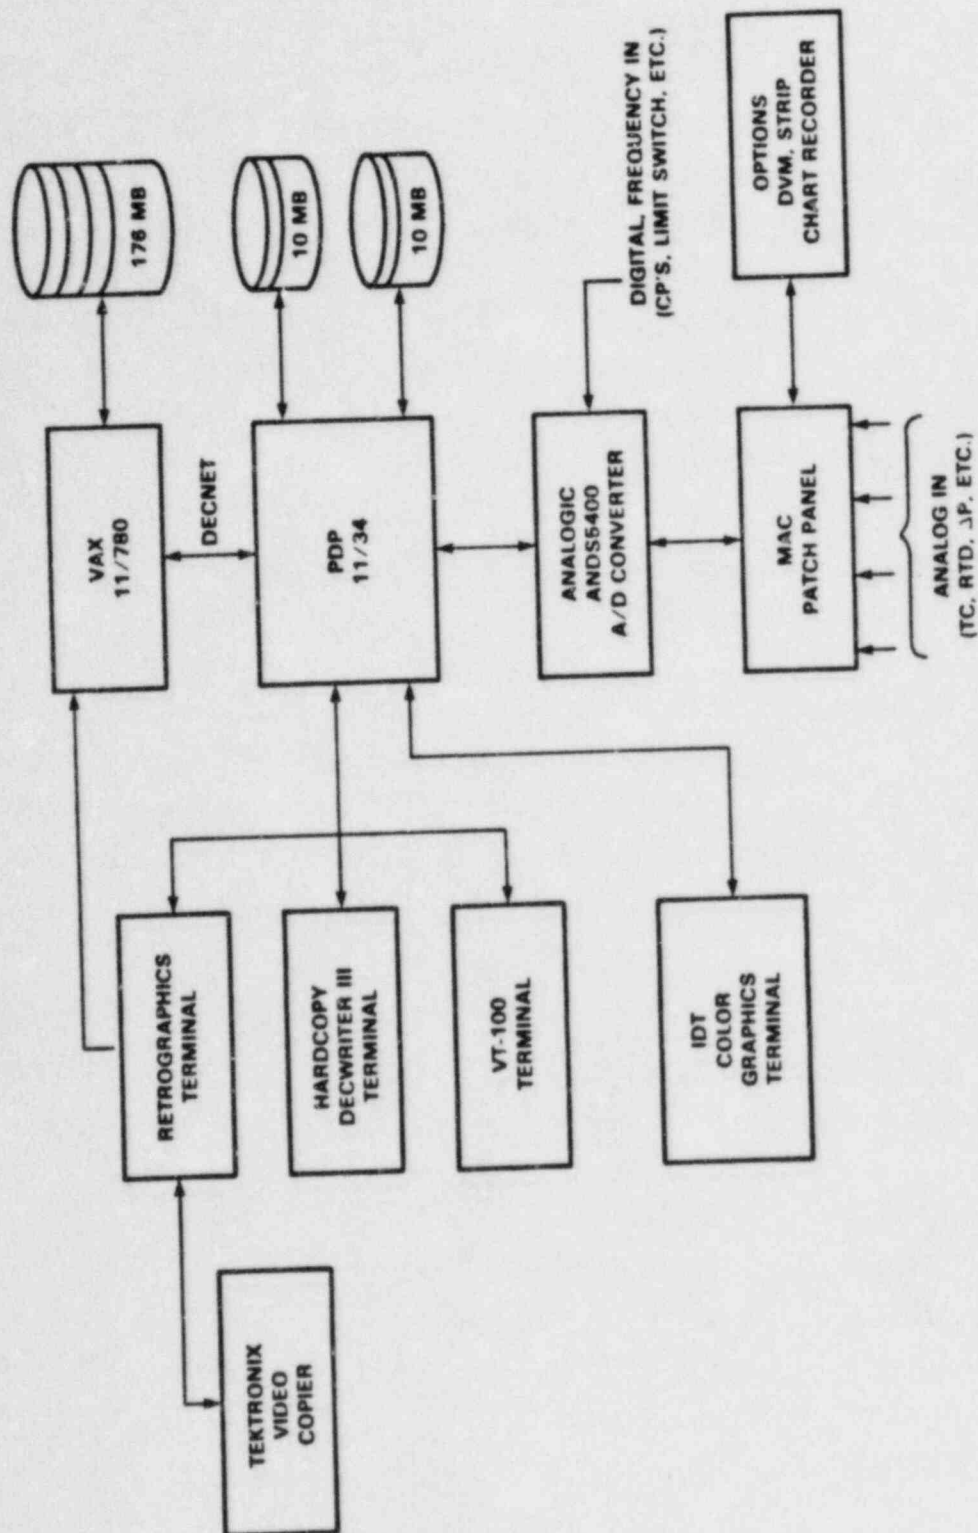 TEKTRONIX
VIDEO
COPIER
RETROGRAPHICS
TERMINAL
HARDCOPY
DECWRITER III
TERMINAL
VT-100
TERMINAL
IDT
COLOR
GRAPHICS
TERMINAL
VAX
11/780
DECNET
PDP
11/34
ANALOGIC
ANDS5400
A/D CONVERTER
MAC
PATCH PANEL
ANALOG IN
(TC, RTD, ΔP, ETC.)
176 MB
10 MB
10 MB
DIGITAL, FREQUENCY IN
(CP'S, LIMIT SWITCH, ETC.)
OPTIONS
DVM, STRIP
CHART RECORDER